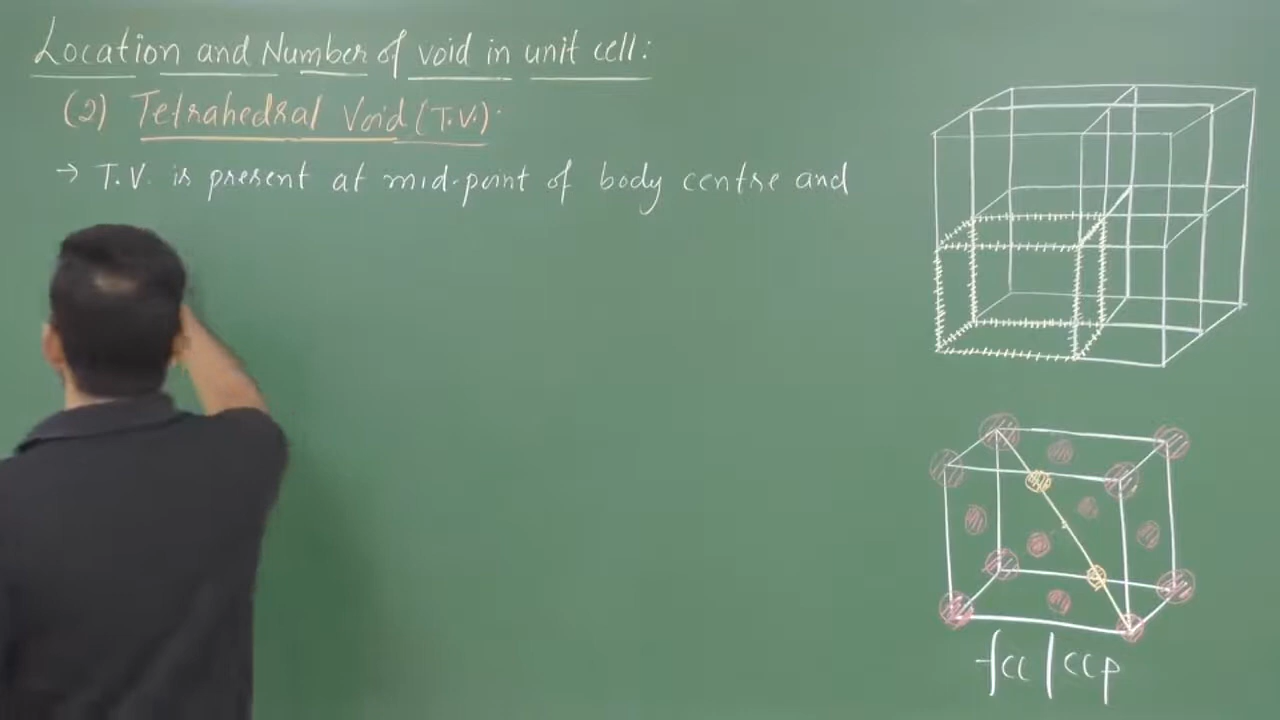 Location and Number of void in unit cell:
(2) Tetrahedral Void (T.V.)
→ T.V. is present at mid-point of body centre and
fcc / ccp